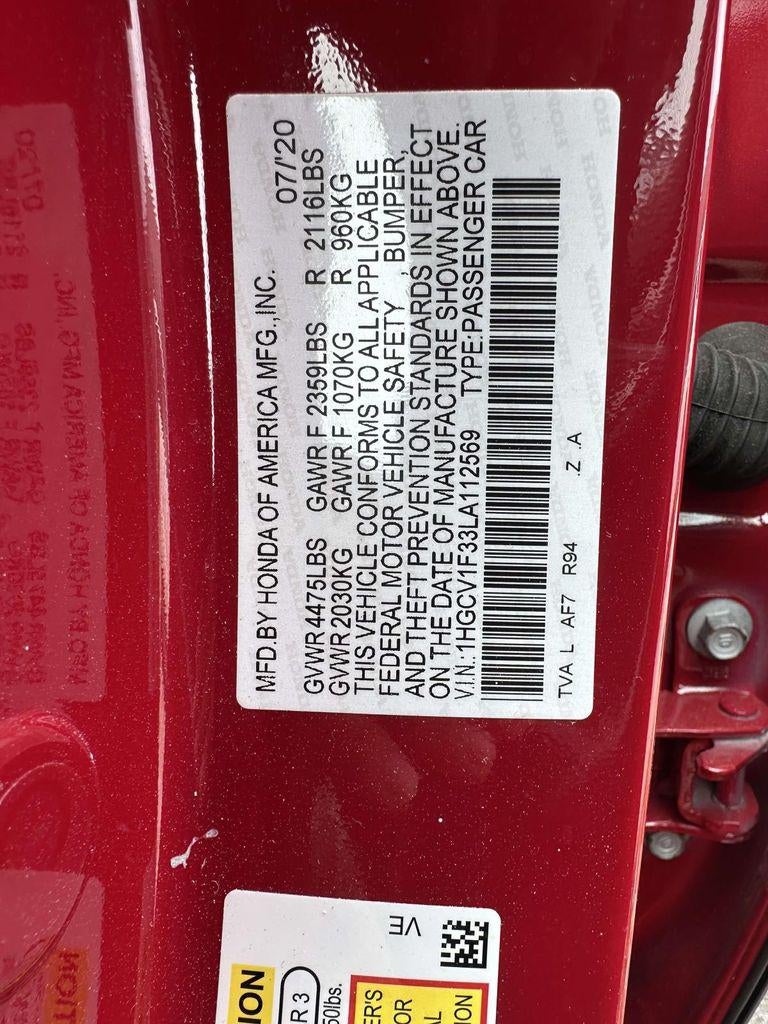 MFD.BY HONDA OF AMERICA MFG.,INC. 07/'20
GVWR 4475LBS GAWR F 2359LBS R 2116LBS
GVWR 2030KG GAWR F 1070KG R 960KG
THIS VEHICLE CONFORMS TO ALL APPLICABLE
FEDERAL MOTOR VEHICLE SAFETY , BUMPER,
AND THEFT PREVENTION STANDARDS IN EFFECT
ON THE DATE OF MANUFACTURE SHOWN ABOVE.
V.I.N.:1HGCV1F33LA112569 TYPE:PASSENGER CAR
TVA L AF7 R94 .Z .A
VE